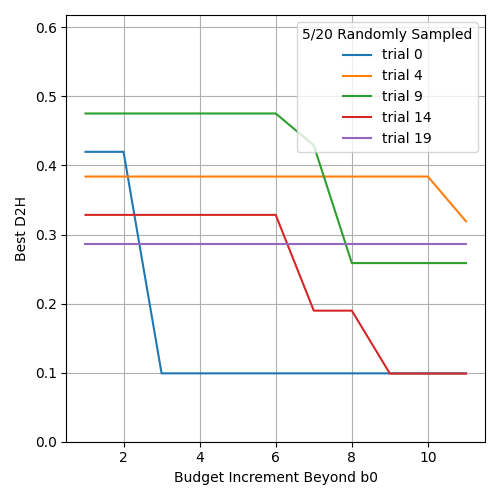 5/20 Randomly Sampled
trial 0
trial 4
trial 9
trial 14
trial 19
Best D2H
0.6
0.5
0.4
0.3
0.2
0.1
0.0
2 4 6 8 10
Budget Increment Beyond b0